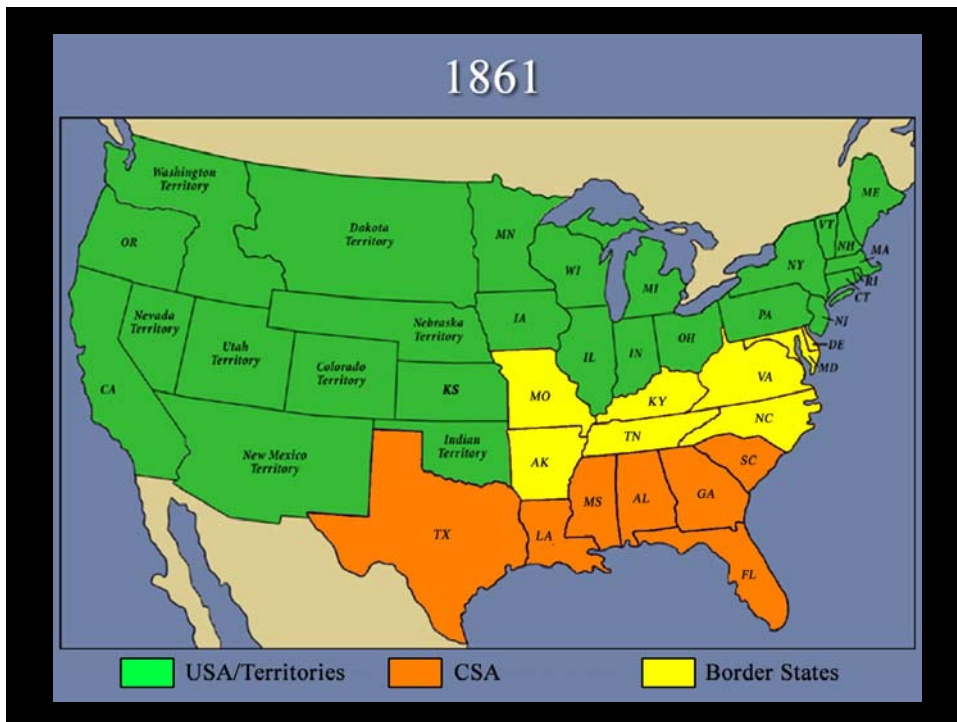 1861
Washington
Territory
OR
Dakota
Territory
MN
ME
VT
NH
MA
NY
RI
CT
WI
MI
Nevada
Territory
Nebraska
Territory
IA
PA
NJ
Utah
Territory
Colorado
Territory
IL
IN
OH
DE
MD
CA
KS
MO
KY
VA
New Mexico
Territory
Indian
Territory
AK
TN
NC
TX
LA
MS
AL
GA
SC
FL
USA/Territories
CSA
Border States